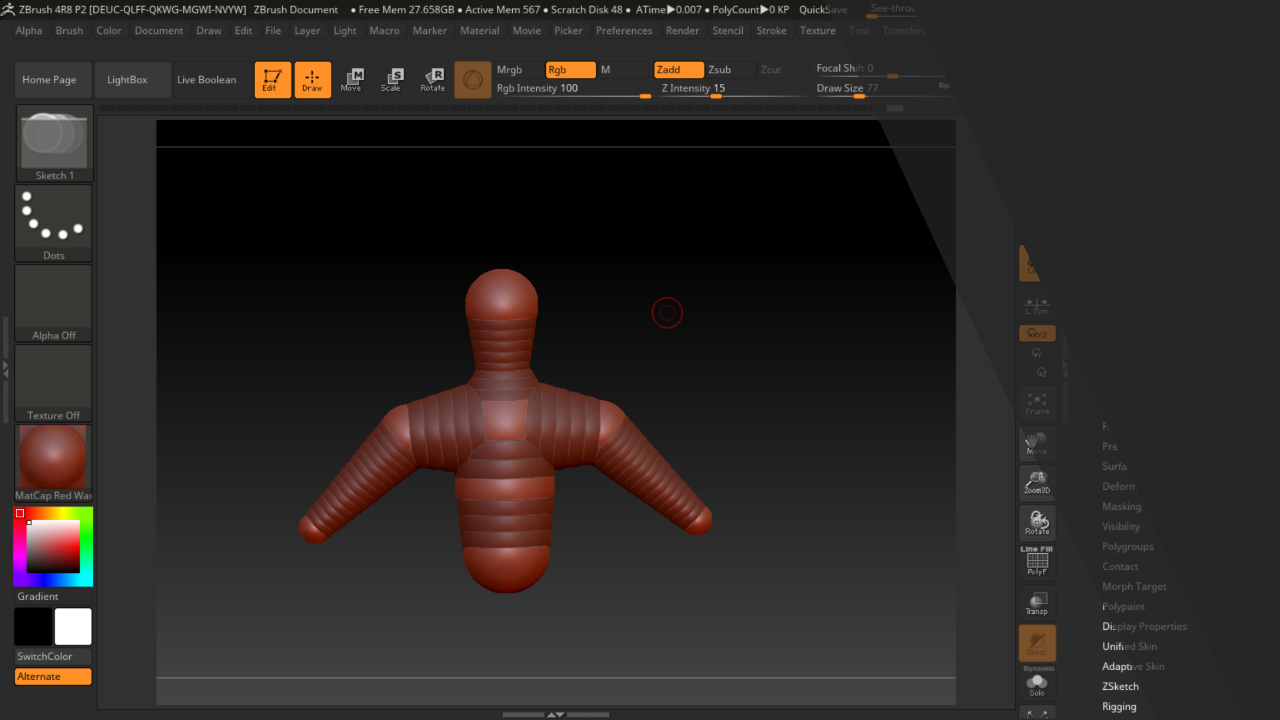 ZBrush 4R8 P2 [DEUC-QLFF-QKWG-MGWI-NVYW] ZBrush Document • Free Mem 27.658GB • Active Mem 567 • Scratch Disk 48 • ATime▶0.007 • PolyCount▶0 KP QuickSave See-throu
Alpha Brush Color Document Draw Edit File Layer Light Macro Marker Material Movie Picker Preferences Render Stencil Stroke Texture Tool Transform
Home Page LightBox Live Boolean Edit Draw Move Scale Rotate
M S R
Mrgb Rgb M Zadd Zsub Zcut Focal Shift 0
Rgb Intensity 100 Z Intensity 15 Draw Size 77
Sketch 1
Dots
Alpha Off
Texture Off
MatCap Red Wax
Gradient
SwitchColor
Alternate
L.Sym
XYZ
Frame
Move
Zoom3D
Rotate
Line Fill
PolyF
Transp
Ghost
Dynamic
Solo
Pre
Surfa
Deform
Masking
Visibility
Polygroups
Contact
Morph Target
Polypaint
Display Properties
Unified Skin
Adaptive Skin
ZSketch
Rigging